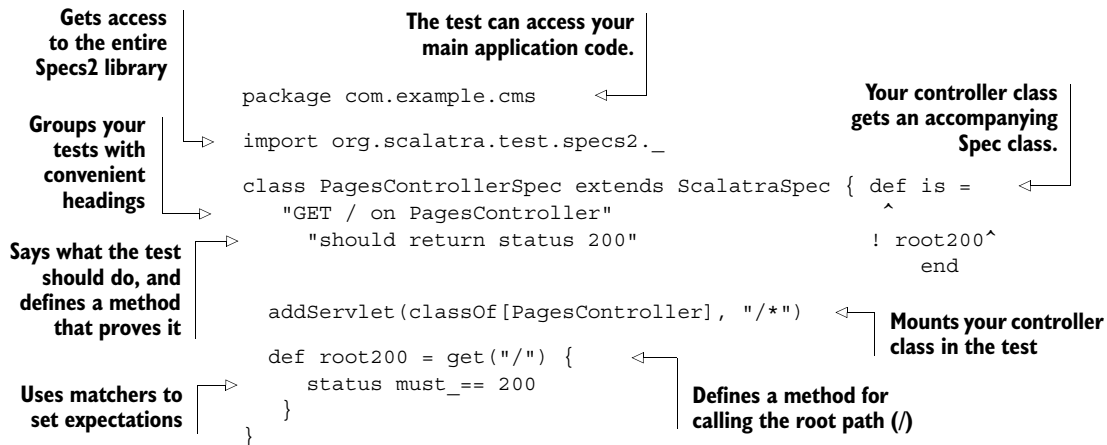 Gets access
to the entire
Specs2 library
The test can access your
main application code.
package com.example.cms
Your controller class
gets an accompanying
Spec class.
Groups your
tests with
convenient
headings
import org.scalatra.test.specs2._
class PagesControllerSpec extends ScalatraSpec { def is =
"GET / on PagesController" ^
"should return status 200" ! root200^
end
Says what the test
should do, and
defines a method
that proves it
addServlet(classOf[PagesController], "/*")
Mounts your controller
class in the test
def root200 = get("/") {
status must_== 200
}
}
Uses matchers to
set expectations
Defines a method for
calling the root path (/)